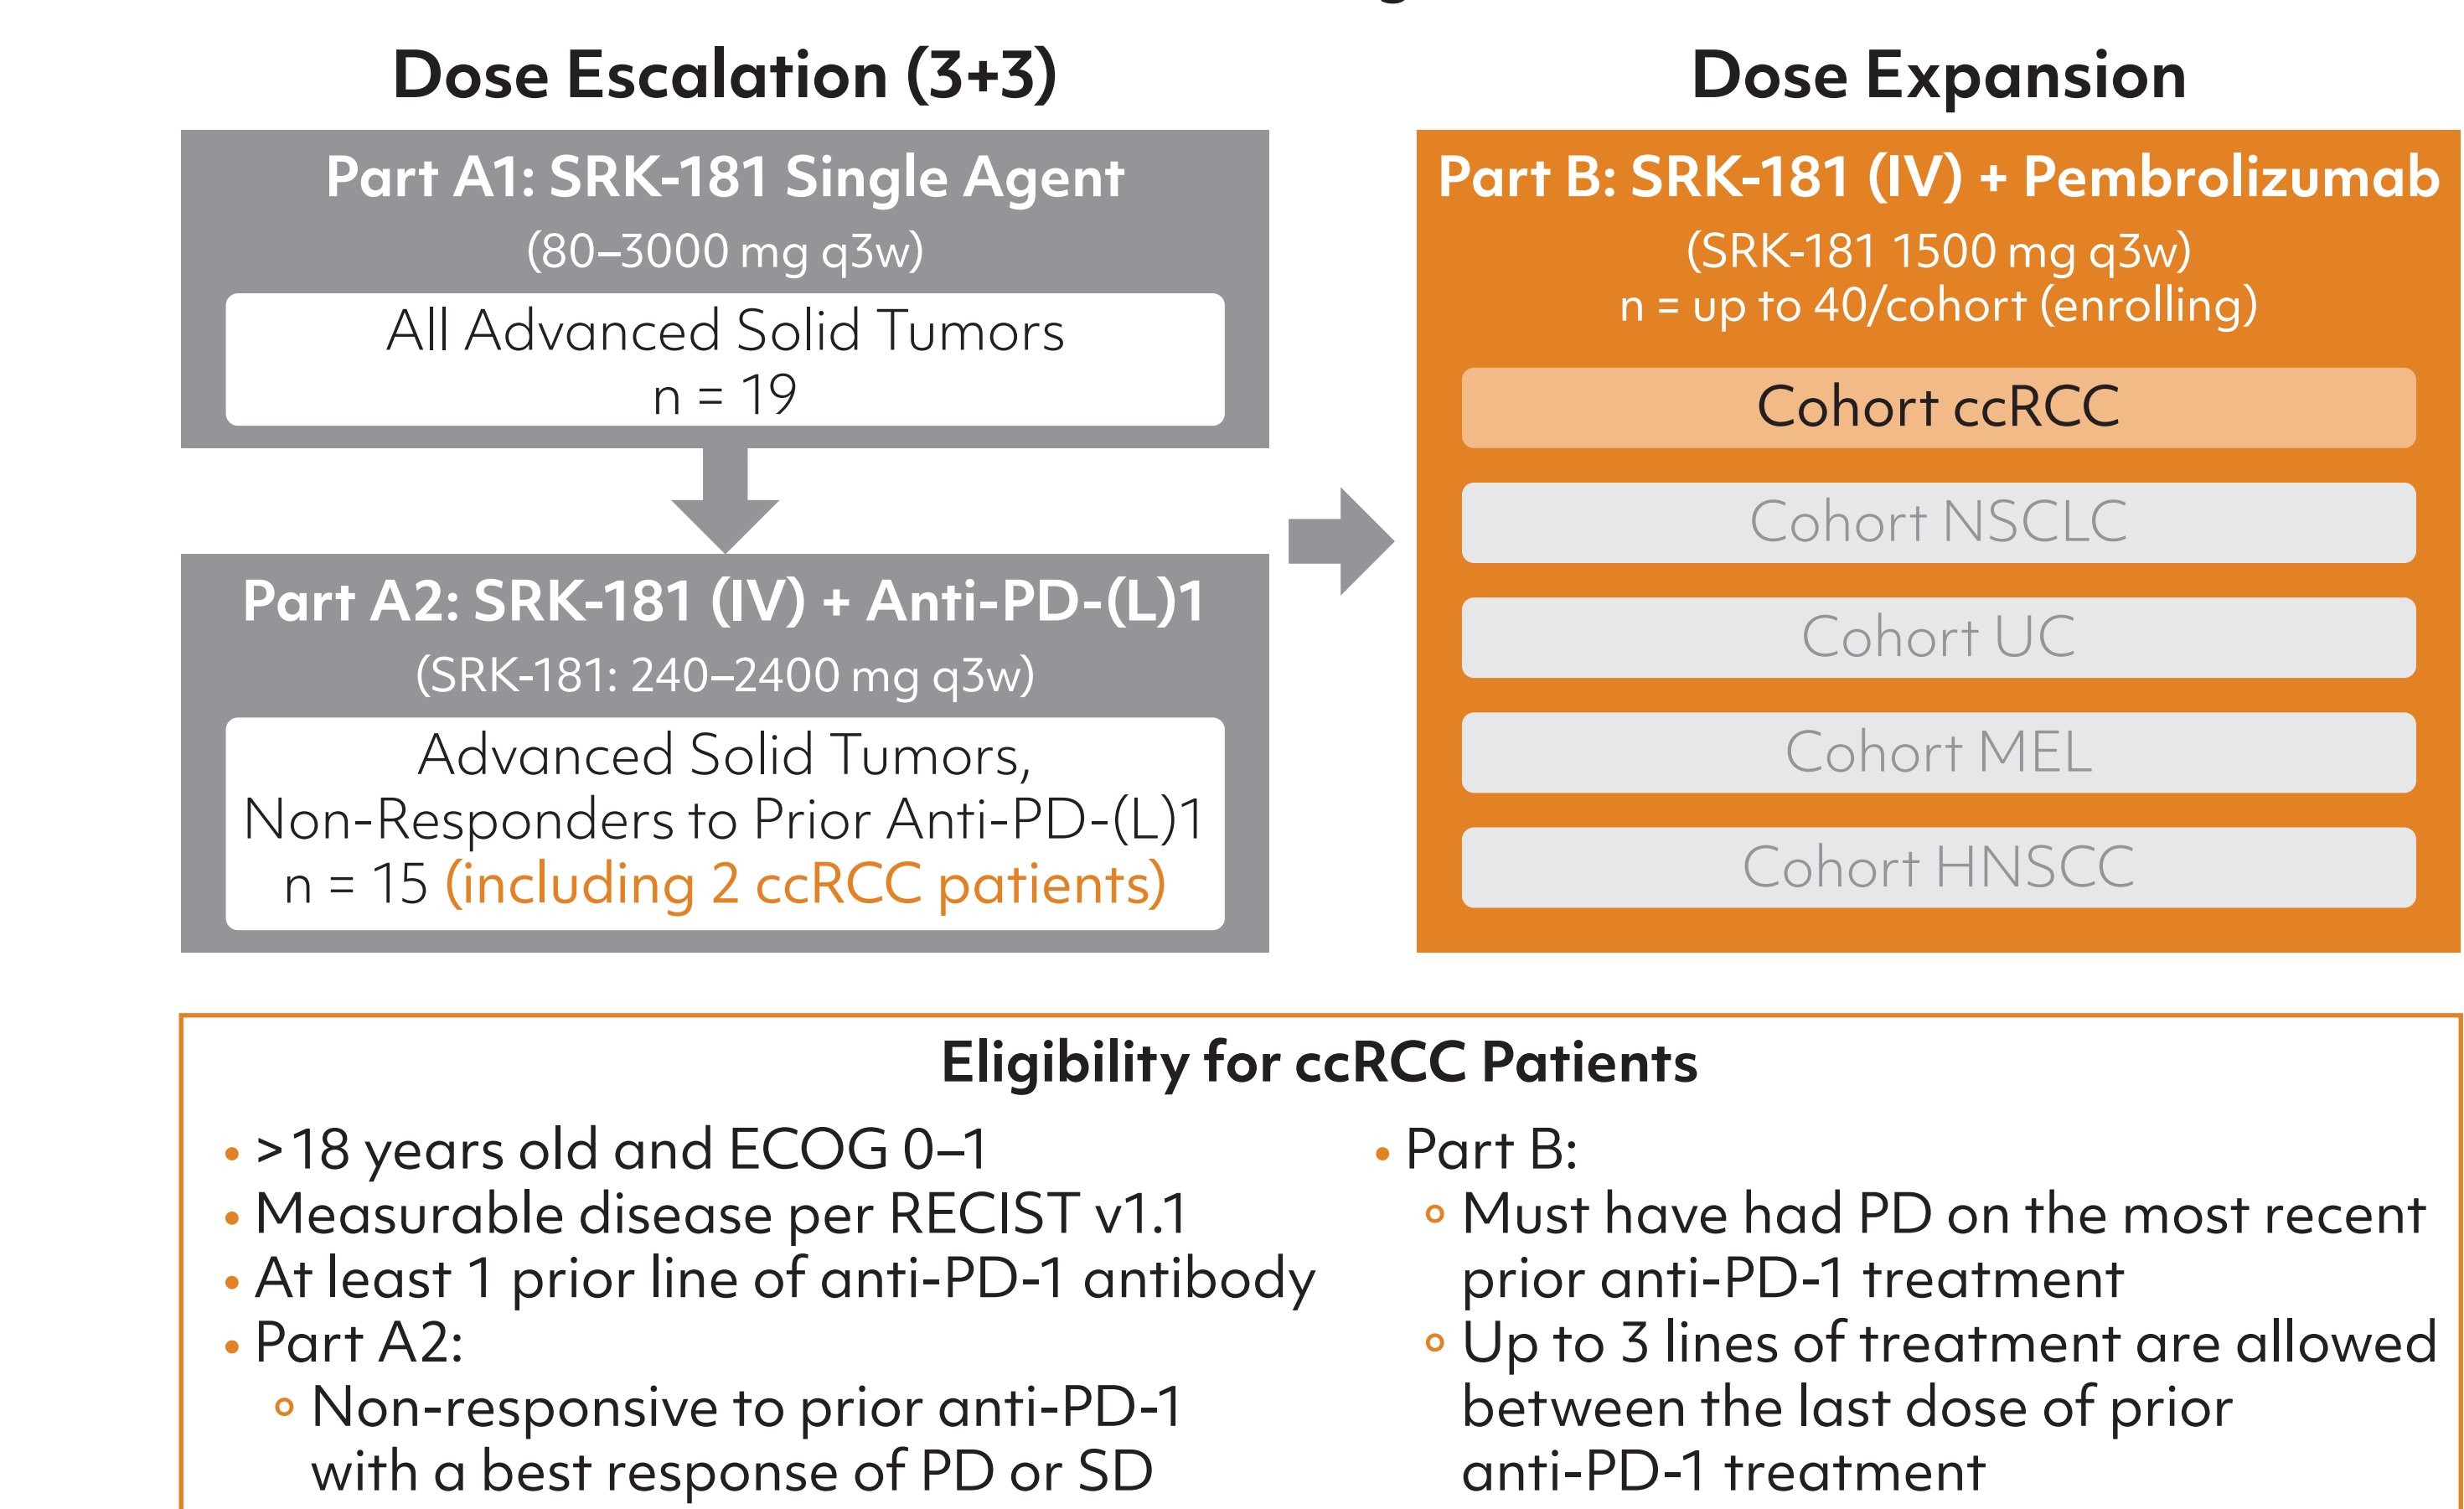 Dose Escalation (3+3)
Part A1: SRK-181 Single Agent
(80–3000 mg q3w)
All Advanced Solid Tumors
n = 19
Part A2: SRK-181 (IV) + Anti-PD-(L)1
(SRK-181: 240–2400 mg q3w)
Advanced Solid Tumors,
Non-Responders to Prior Anti-PD-(L)1
n = 15 (including 2 ccRCC patients)
Dose Expansion
Part B: SRK-181 (IV) + Pembrolizumab
(SRK-181 1500 mg q3w)
n = up to 40/cohort (enrolling)
Cohort ccRCC
Cohort NSCLC
Cohort UC
Cohort MEL
Cohort HNSCC
Eligibility for ccRCC Patients
• >18 years old and ECOG 0–1
• Measurable disease per RECIST v1.1
• At least 1 prior line of anti-PD-1 antibody
• Part A2:
◦ Non-responsive to prior anti-PD-1
with a best response of PD or SD
• Part B:
◦ Must have had PD on the most recent
prior anti-PD-1 treatment
◦ Up to 3 lines of treatment are allowed
between the last dose of prior
anti-PD-1 treatment